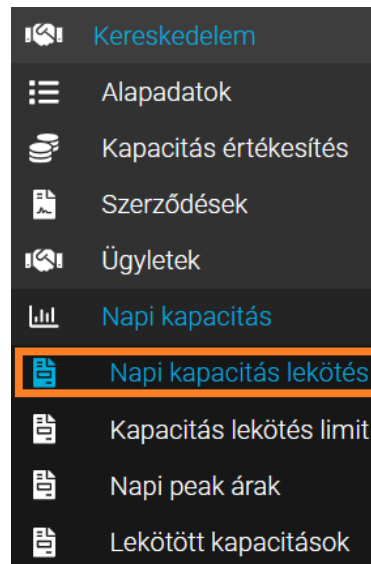 Kereskedelem
Alapadatok
Kapacitás értékesítés
Szerződések
Ügyletek
Napi kapacitás
Napi kapacitás lekötés
Kapacitás lekötés limit
Napi peak árak
Lekötött kapacitások